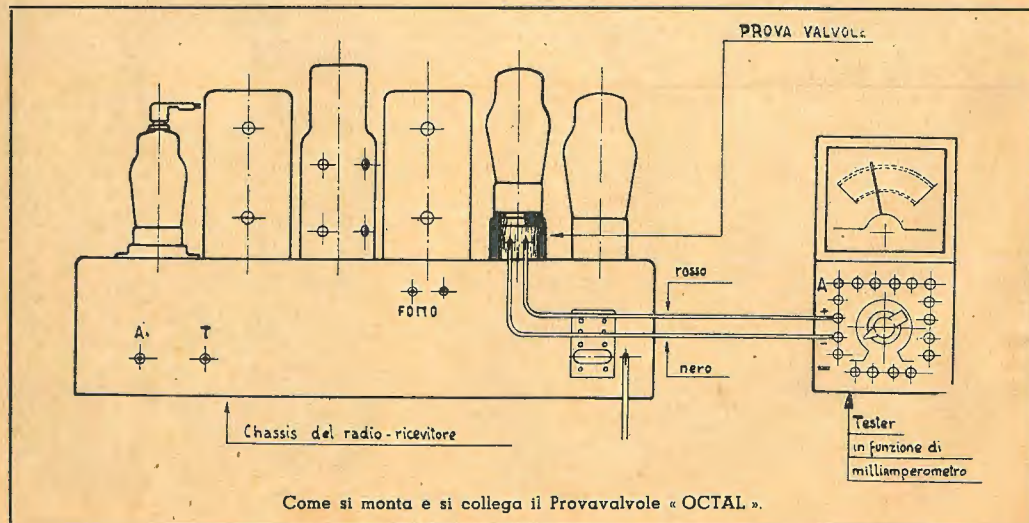 PROVA VALVOLE
rosso
FONO
A.
T
nero
A
+
−
Chassis del radio-ricevitore
Tester
in funzione di
milliamperometro
Come si monta e si collega il Provavalvole « OCTAL ».